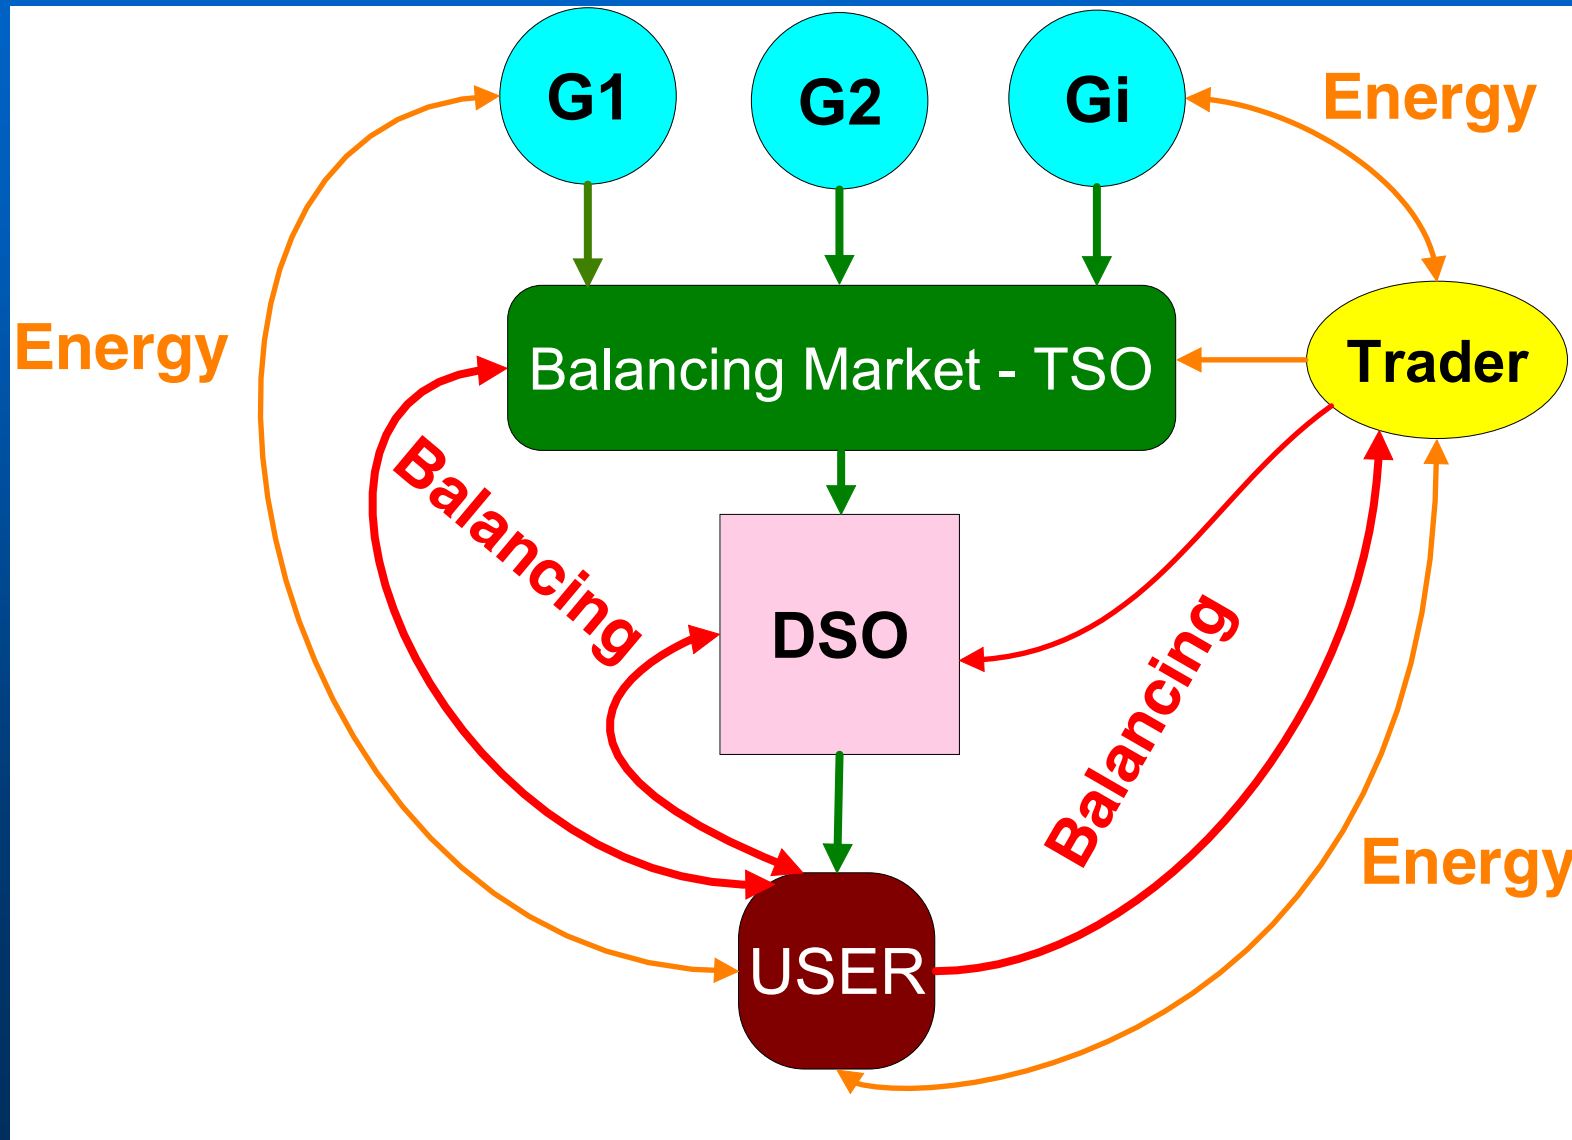 G1
G2
Gi
Energy
Energy
Balancing Market - TSO
Trader
Balancing
DSO
Balancing
Energy
USER